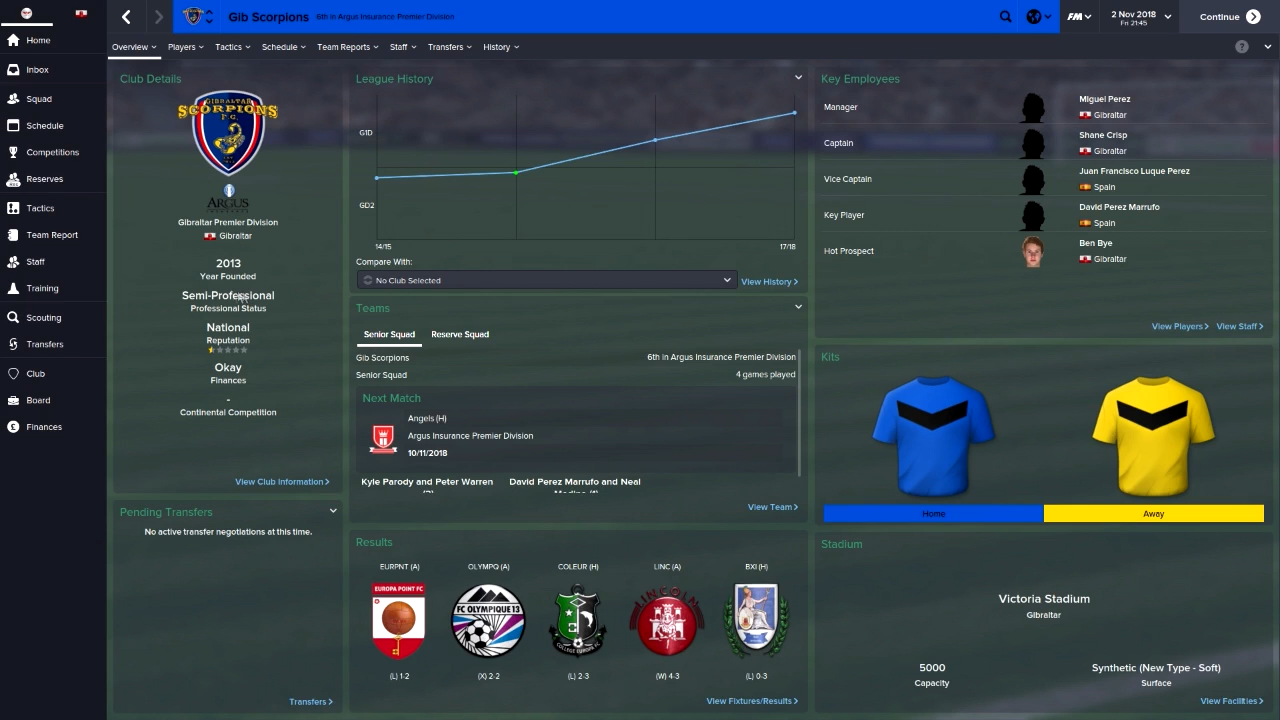 Gib Scorpions
6th in Argus Insurance Premier Division
FM
2 Nov 2018
Fri 21:45
Continue
Home
Inbox
Squad
Schedule
Competitions
Reserves
Tactics
Team Report
Staff
Training
Scouting
Transfers
Club
Board
Finances
Overview
Players
Tactics
Schedule
Team Reports
Staff
Transfers
History
?
Club Details
GIBRALTAR
SCORPIONS
F.C.
ARGUS
Gibraltar Premier Division
Gibraltar
2013
Year Founded
Semi-Professional
Professional Status
National
Reputation
Okay
Finances
-
Continental Competition
View Club Information
Pending Transfers
No active transfer negotiations at this time.
Transfers
League History
G1D
GD2
14/15
17/18
Compare With:
No Club Selected
View History
Teams
Senior Squad
Reserve Squad
Gib Scorpions
6th in Argus Insurance Premier Division
Senior Squad
4 games played
Next Match
Angels (H)
Argus Insurance Premier Division
10/11/2018
Kyle Parody and Peter Warren
David Perez Marrufo and Neal
View Team
Results
EURPNT (A)
OLYMPQ (A)
COLEUR (H)
LINC (A)
BXI (H)
EUROPA POINT FC
FC OLYMPIQUE 13
COLLEGE EUROPA FC
LINCOLN
(L) 1-2
(X) 2-2
(L) 2-3
(W) 4-3
(L) 0-3
View Fixtures/Results
Key Employees
Manager
Miguel Perez
Gibraltar
Captain
Shane Crisp
Gibraltar
Vice Captain
Juan Francisco Luque Perez
Spain
Key Player
David Perez Marrufo
Spain
Hot Prospect
Ben Bye
Gibraltar
View Players
View Staff
Kits
Home
Away
Stadium
Victoria Stadium
Gibraltar
5000
Capacity
Synthetic (New Type - Soft)
Surface
View Facilities